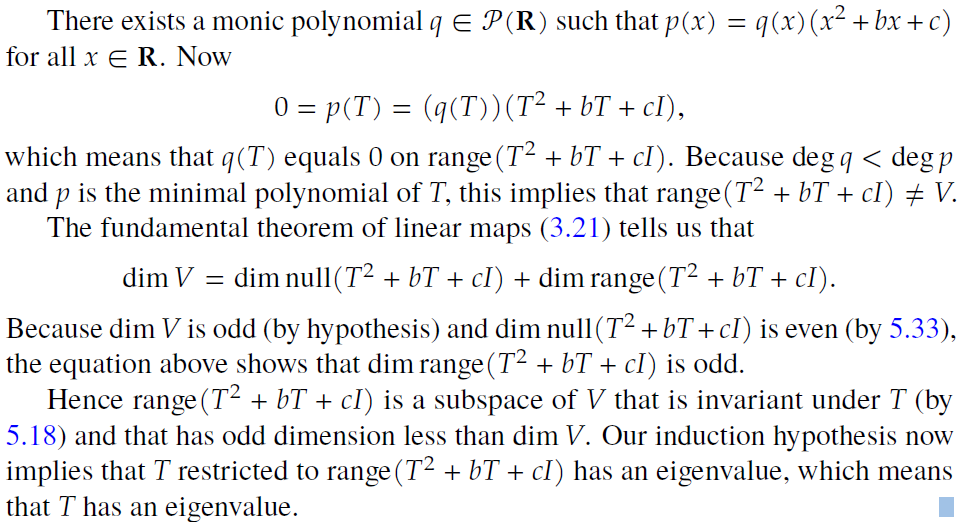 There exists a monic polynomial q ∈ 𝒫(𝐑) such that p(x) = q(x)(x² + bx + c)
for all x ∈ 𝐑. Now
0 = p(T) = (q(T))(T² + bT + cI),
which means that q(T) equals 0 on range(T² + bT + cI). Because deg q < deg p
and p is the minimal polynomial of T, this implies that range(T² + bT + cI) ≠ V.
The fundamental theorem of linear maps (3.21) tells us that
dim V = dim null(T² + bT + cI) + dim range(T² + bT + cI).
Because dim V is odd (by hypothesis) and dim null(T² + bT + cI) is even (by 5.33),
the equation above shows that dim range(T² + bT + cI) is odd.
Hence range(T² + bT + cI) is a subspace of V that is invariant under T (by
5.18) and that has odd dimension less than dim V. Our induction hypothesis now
implies that T restricted to range(T² + bT + cI) has an eigenvalue, which means
that T has an eigenvalue.